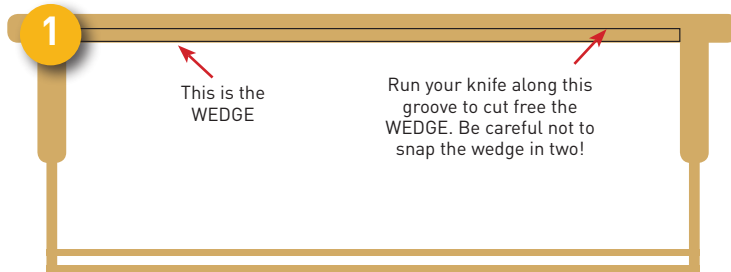 1
This is the
WEDGE
Run your knife along this
groove to cut free the
WEDGE. Be careful not to
snap the wedge in two!